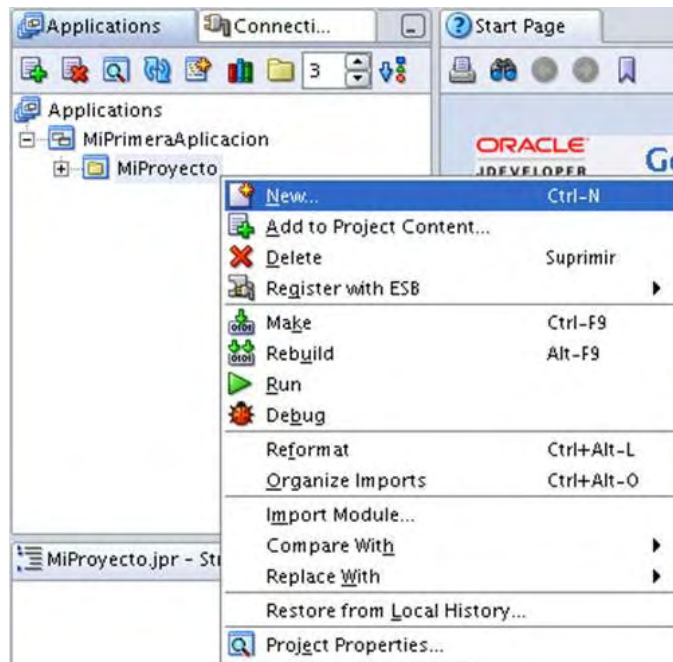 Applications
Connecti...
Start Page
3
Applications
MiPrimeraAplicacion
MiProyecto
ORACLE
JDEVELOPER
New... Ctrl-N
Add to Project Content...
Delete Suprimir
Register with ESB
Make Ctrl-F9
Rebuild Alt-F9
Run
Debug
Reformat Ctrl+Alt-L
Organize Imports Ctrl+Alt-O
Import Module...
Compare With
Replace With
Restore from Local History...
Project Properties...
MiProyecto.jpr - Str